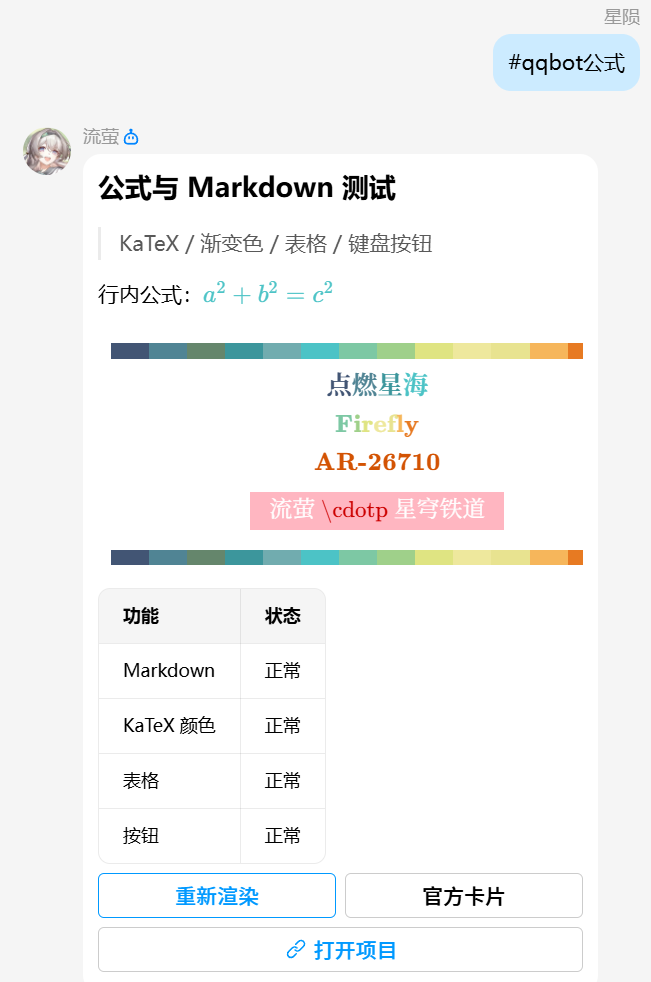 星陨
#qqbot公式
流萤
公式与 Markdown 测试
KaTeX / 渐变色 / 表格 / 键盘按钮
行内公式：a² + b² = c²
点燃星海
Firefly
AR-26710
流萤 \cdotp 星穹铁道
功能 状态
Markdown 正常
KaTeX 颜色 正常
表格 正常
按钮 正常
重新渲染 官方卡片
打开项目